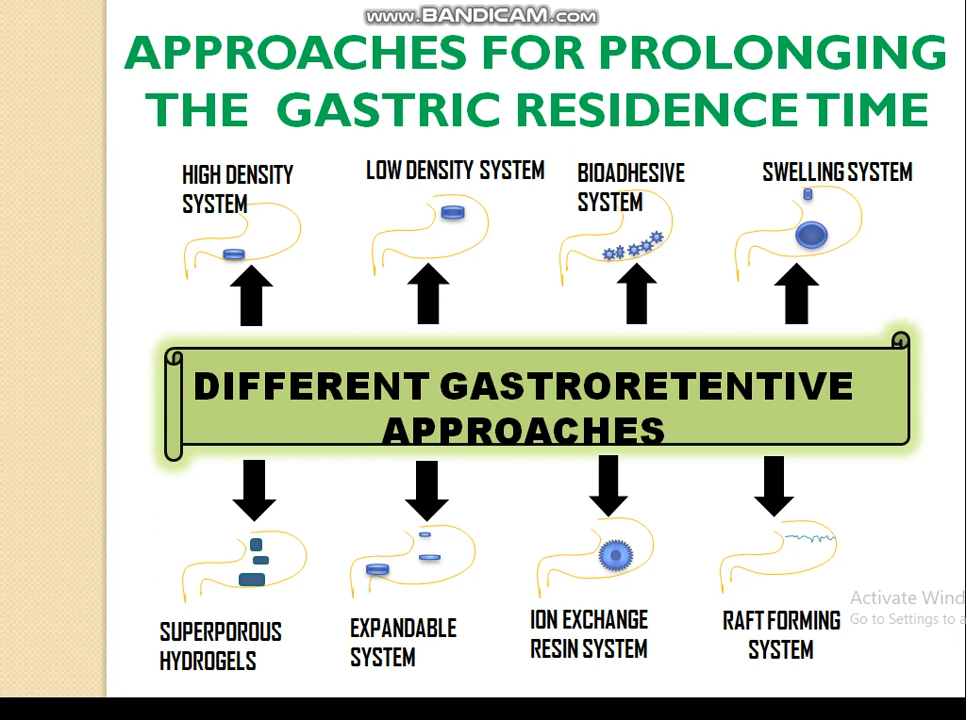 www.BANDICAM.com
APPROACHES FOR PROLONGING
THE GASTRIC RESIDENCE TIME
HIGH DENSITY
SYSTEM
LOW DENSITY SYSTEM
BIOADHESIVE
SYSTEM
SWELLING SYSTEM
DIFFERENT GASTRORETENTIVE
APPROACHES
SUPERPOROUS
HYDROGELS
EXPANDABLE
SYSTEM
ION EXCHANGE
RESIN SYSTEM
RAFT FORMING
SYSTEM
Activate Wind
Go to Settings to a